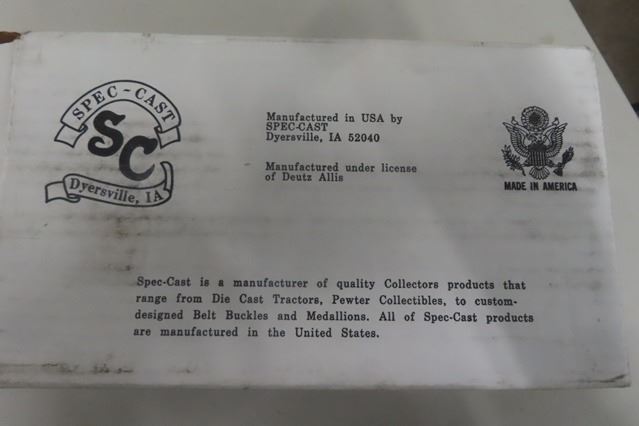 SPEC-CAST
SC
Dyersville, IA
Manufactured in USA by
SPEC-CAST
Dyersville, IA 52040
Manufactured under license
of Deutz Allis
MADE IN AMERICA
Spec-Cast is a manufacturer of quality Collectors products that
range from Die Cast Tractors, Pewter Collectibles, to custom-
designed Belt Buckles and Medallions. All of Spec-Cast products
are manufactured in the United States.